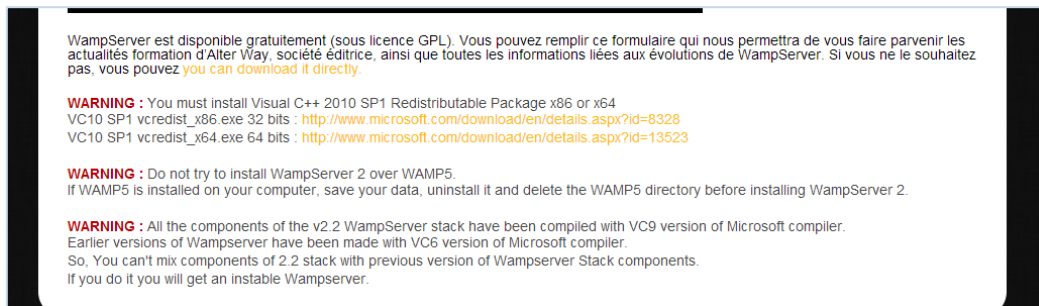 WampServer est disponible gratuitement (sous licence GPL). Vous pouvez remplir ce formulaire qui nous permettra de vous faire parvenir les
actualités formation d'Alter Way, société éditrice, ainsi que toutes les informations liées aux évolutions de WampServer. Si vous ne le souhaitez
pas, vous pouvez you can download it directly.
WARNING : You must install Visual C++ 2010 SP1 Redistributable Package x86 or x64
VC10 SP1 vcredist_x86.exe 32 bits : http://www.microsoft.com/download/en/details.aspx?id=8328
VC10 SP1 vcredist_x64.exe 64 bits : http://www.microsoft.com/download/en/details.aspx?id=13523
WARNING : Do not try to install WampServer 2 over WAMP5.
If WAMP5 is installed on your computer, save your data, uninstall it and delete the WAMP5 directory before installing WampServer 2.
WARNING : All the components of the v2.2 WampServer stack have been compiled with VC9 version of Microsoft compiler.
Earlier versions of Wampserver have been made with VC6 version of Microsoft compiler.
So, You can't mix components of 2.2 stack with previous version of Wampserver Stack components.
If you do it you will get an instable Wampserver.